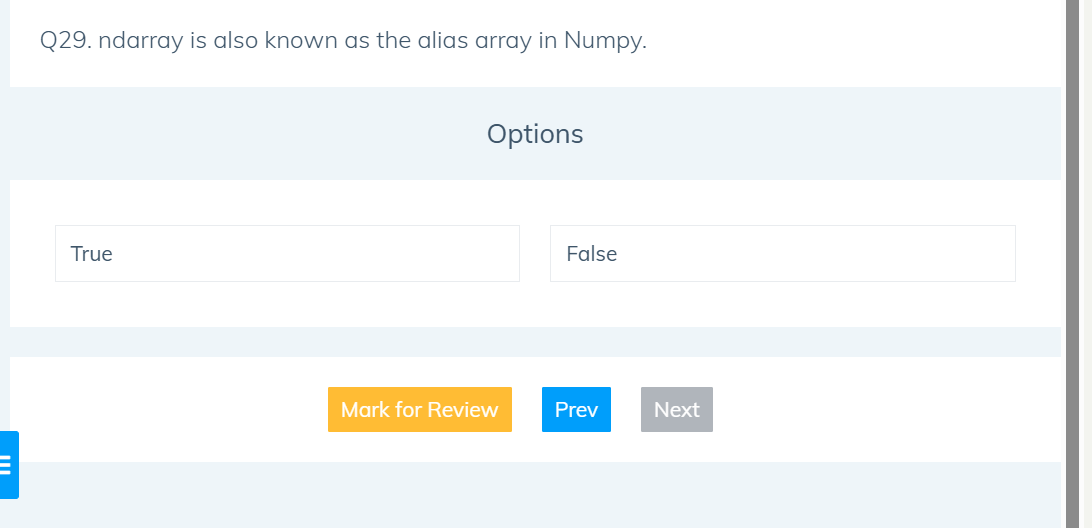 Q29. ndarray is also known as the alias array in Numpy.
Options
True
False
Mark for Review
Prev
Next